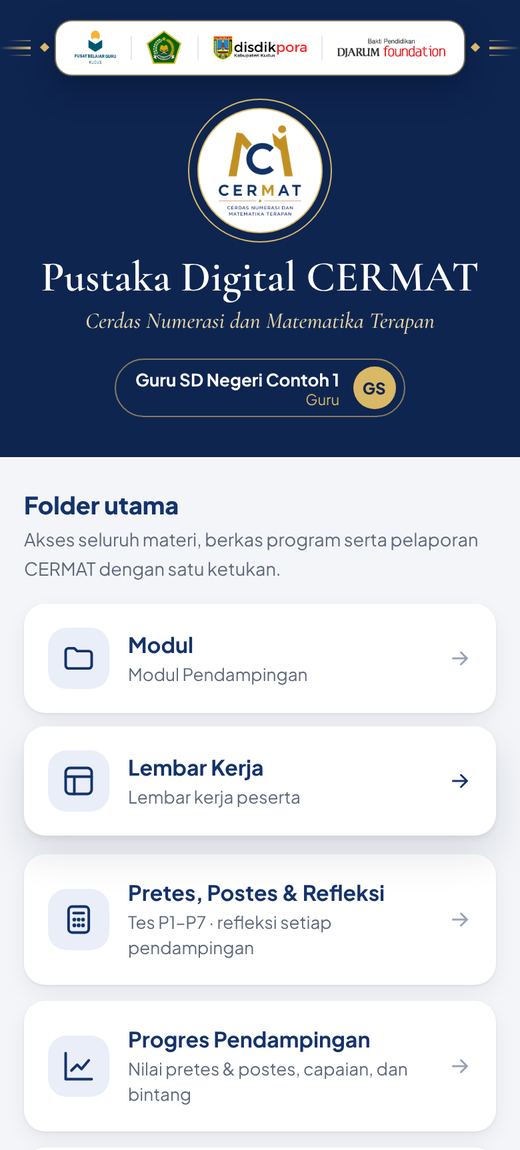 PUSAT BELAJAR GURU
KUDUS
disdikpora
Kabupaten Kudus
Bakti Pendidikan
DJARUM foundation
CERMAT
CERDAS NUMERASI DAN
MATEMATIKA TERAPAN
Pustaka Digital CERMAT
Cerdas Numerasi dan Matematika Terapan
Guru SD Negeri Contoh 1
Guru
GS
Folder utama
Akses seluruh materi, berkas program serta pelaporan
CERMAT dengan satu ketukan.
Modul
Modul Pendampingan
Lembar Kerja
Lembar kerja peserta
Pretes, Postes & Refleksi
Tes P1–P7 · refleksi setiap
pendampingan
Progres Pendampingan
Nilai pretes & postes, capaian, dan
bintang